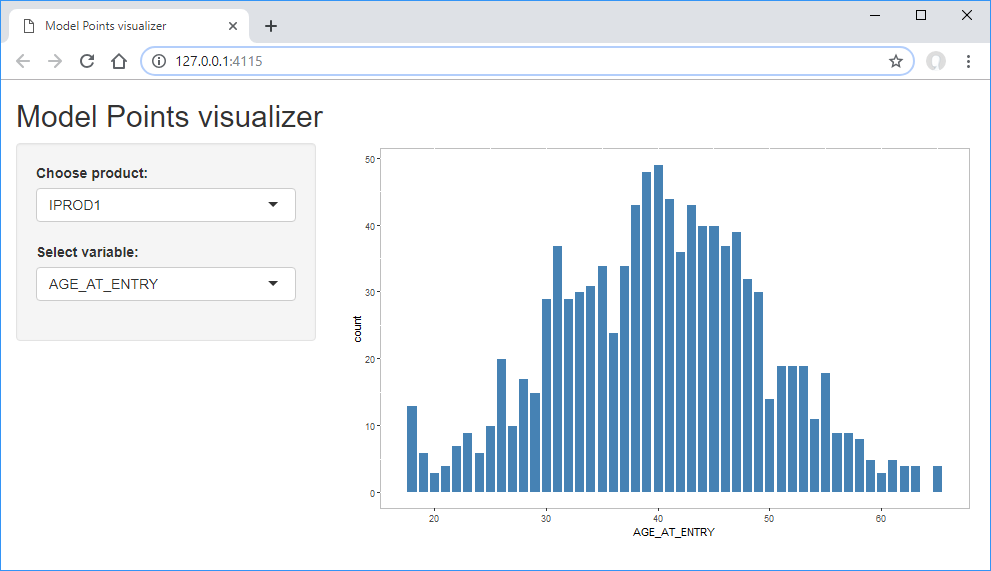 Model Points visualizer
127.0.0.1:4115
Model Points visualizer
Choose product:
IPROD1
Select variable:
AGE_AT_ENTRY
50
40
30
20
10
0
count
20 30 40 50 60
AGE_AT_ENTRY